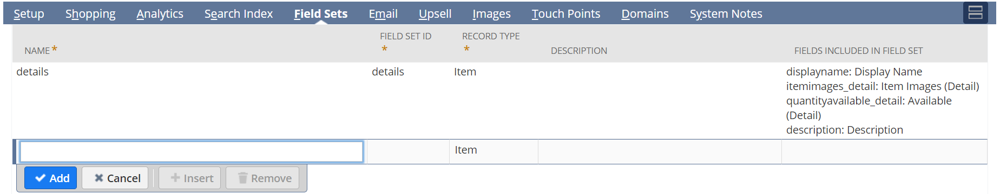 Setup Shopping Analytics Search Index Field Sets Email Upsell Images Touch Points Domains System Notes
NAME * FIELD SET ID * RECORD TYPE * DESCRIPTION FIELDS INCLUDED IN FIELD SET
details details Item displayname: Display Name
itemimages_detail: Item Images (Detail)
quantityavailable_detail: Available
(Detail)
description: Description
Item
Add Cancel Insert Remove